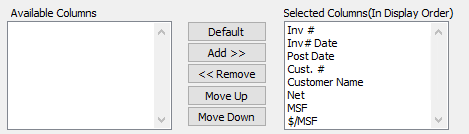 Available Columns
Default
Add >>
<< Remove
Move Up
Move Down
Selected Columns(In Display Order)
Inv #
Inv# Date
Post Date
Cust. #
Customer Name
Net
MSF
$/MSF